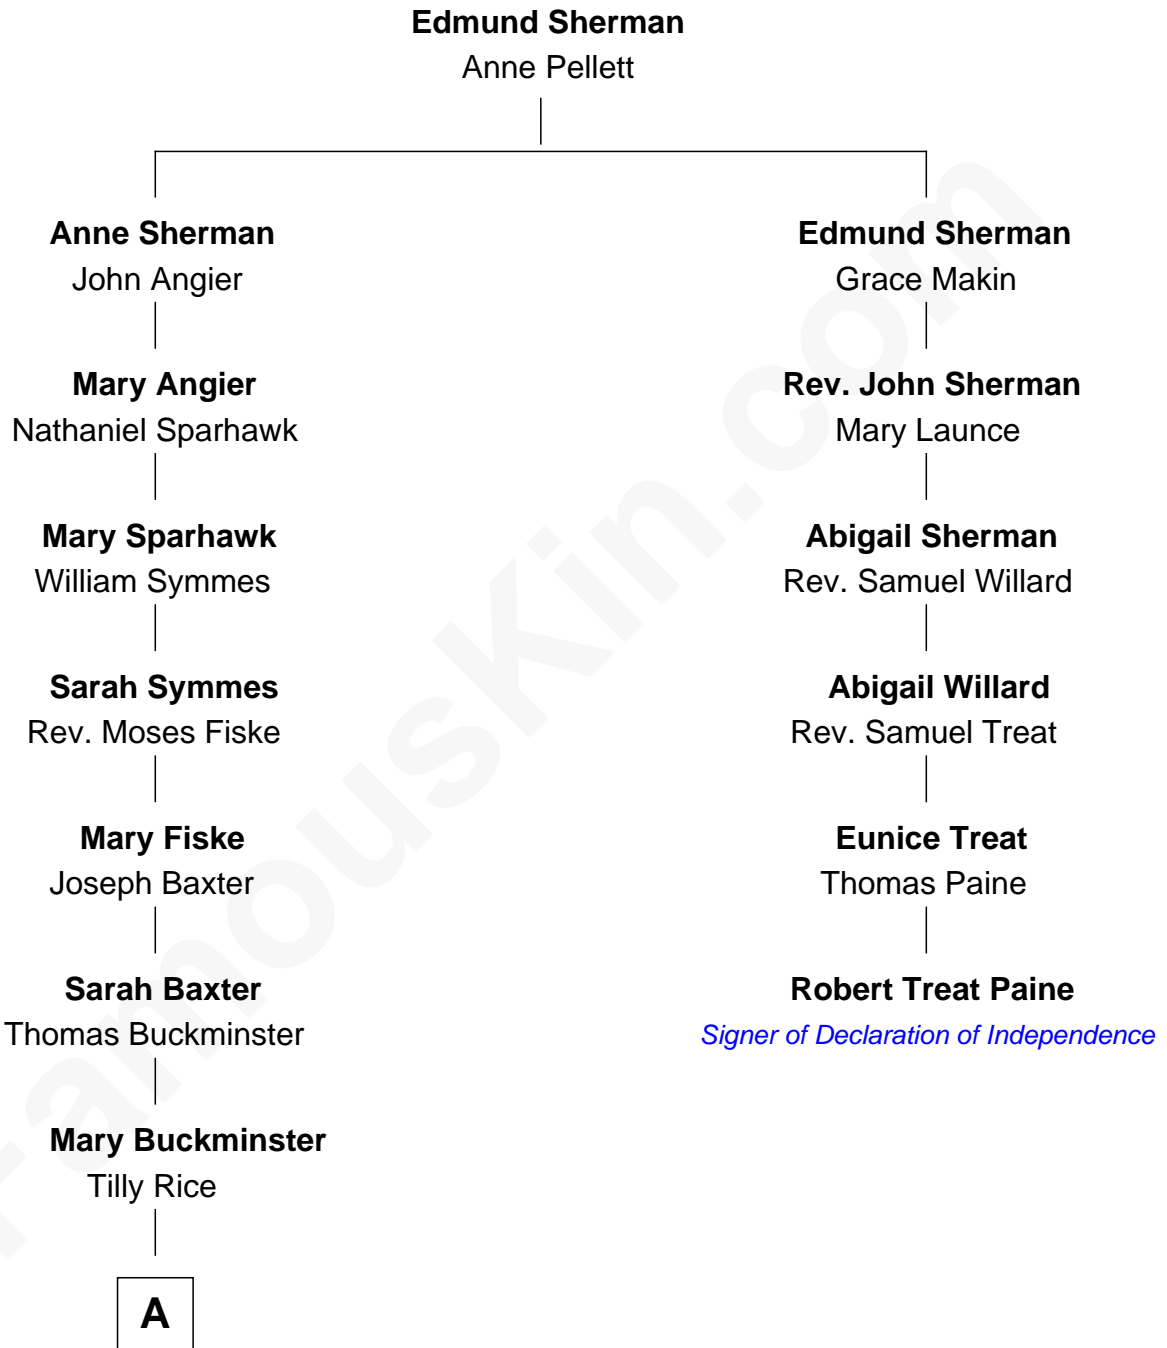 Edmund Sherman
Anne Pellett
Anne Sherman
John Angier
Edmund Sherman
Grace Makin
Mary Angier
Nathaniel Sparhawk
Rev. John Sherman
Mary Launce
Mary Sparhawk
William Symmes
Abigail Sherman
Rev. Samuel Willard
Sarah Symmes
Rev. Moses Fiske
Abigail Willard
Rev. Samuel Treat
Mary Fiske
Joseph Baxter
Eunice Treat
Thomas Paine
Sarah Baxter
Thomas Buckminster
Robert Treat Paine
Signer of Declaration of Independence
Mary Buckminster
Tilly Rice
A
FamousKin.com